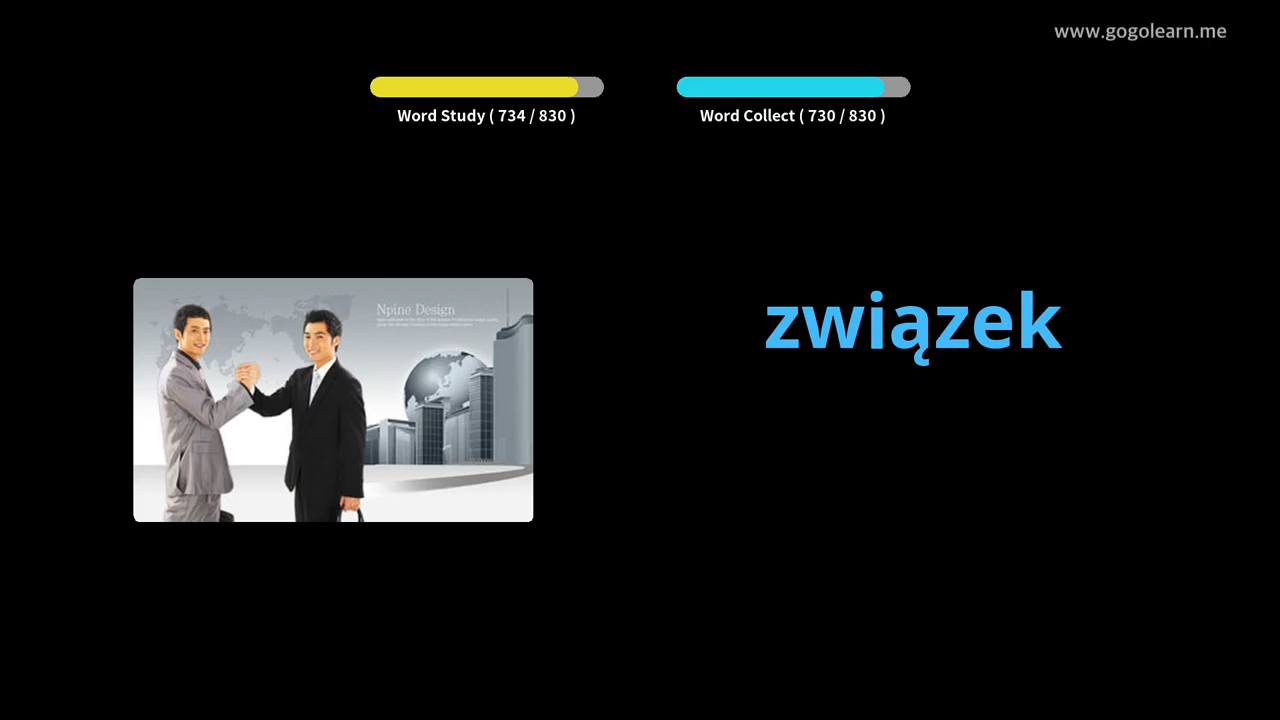 www.gogolearn.me
Word Study ( 734 / 830 )
Word Collect ( 730 / 830 )
Npine Design
związek